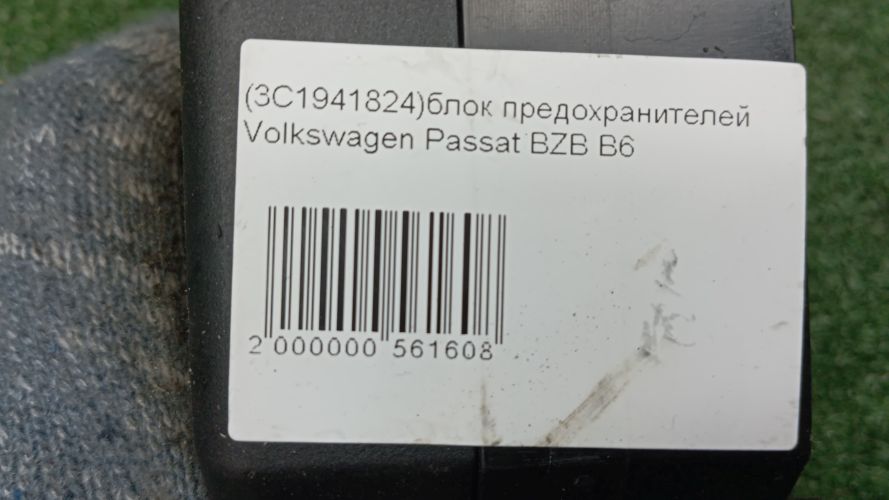 (3C1941824)блок предохранителей
Volkswagen Passat BZB B6
2 000000 561608